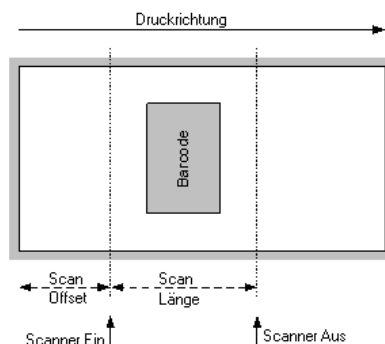 Druckrichtung
Barcode
Scan Scan
Offset Länge
Scanner Ein Scanner Aus